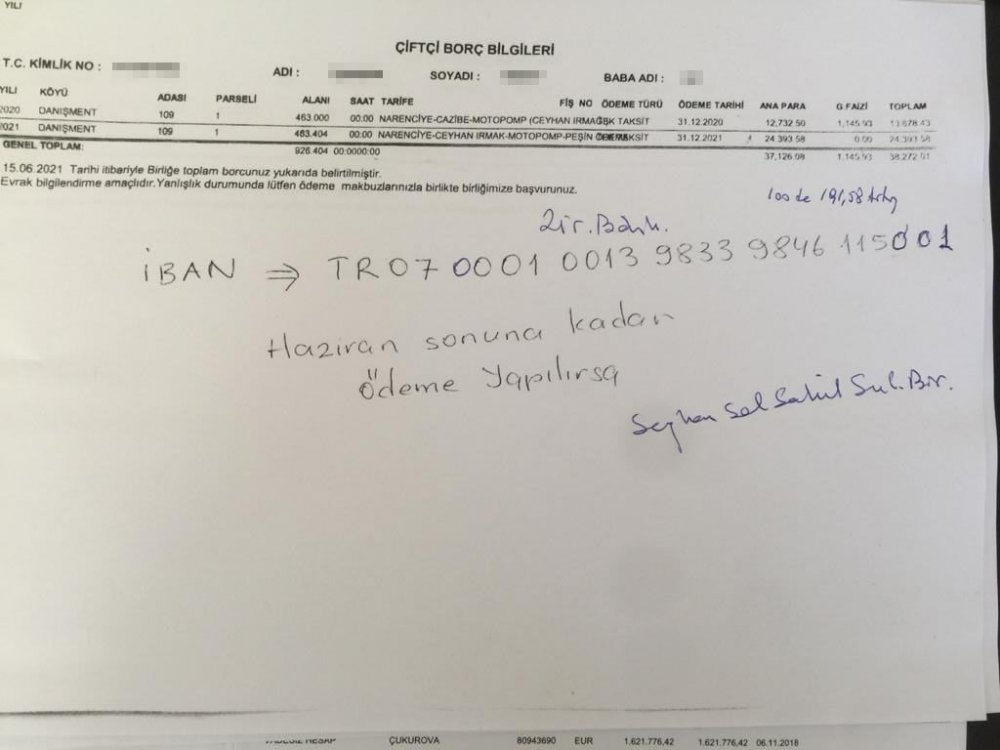 YILI
ÇİFTÇİ BORÇ BİLGİLERİ
T.C. KİMLİK NO : ADI : SOYADI : BABA ADI :
YILI KÖYÜ ADASI PARSELİ ALANI SAAT TARİFE FİŞ NO ÖDEME TÜRÜ ÖDEME TARİHİ ANA PARA G FAİZİ TOPLAM
2020 DANIŞMENT 109 1 463.000 00:00 NARENCİYE-CAZİBE-MOTOPOMP (CEYHAN TAKSİT 31.12.2020 12,732.50 1,145.93 13 878.43
2021 DANIŞMENT 109 1 463.404 00:00 NARENCİYE-CEYHAN IRMAK-MOTOPOMP-PEŞİN 31.12.2021 24 393.58 0.00 24 393.58
GENEL TOPLAM: 926.404 00:0000:00 37,126.08 1,145.93 38,272.01
15.06.2021 Tarihi itibariyle Birliğe toplam borcunuz yukarıda belirtilmiştir.
Evrak bilgilendirme amaçlıdır.Yanlışlık durumunda lütfen ödeme makbuzlarınızla birlikte birliğimize başvurunuz.
100 de 191,58
Zir. Bank.
İBAN ⇒ TR07 0001 0013 9833 9846 115001
Haziran sonuna kadar
ödeme yapılırsa
Seyhan Sol Sahil Sul. Bir.
HESAP ÇUKUROVA 80943690 EUR 1.621.776,42 1.621.776,42 06.11.2018